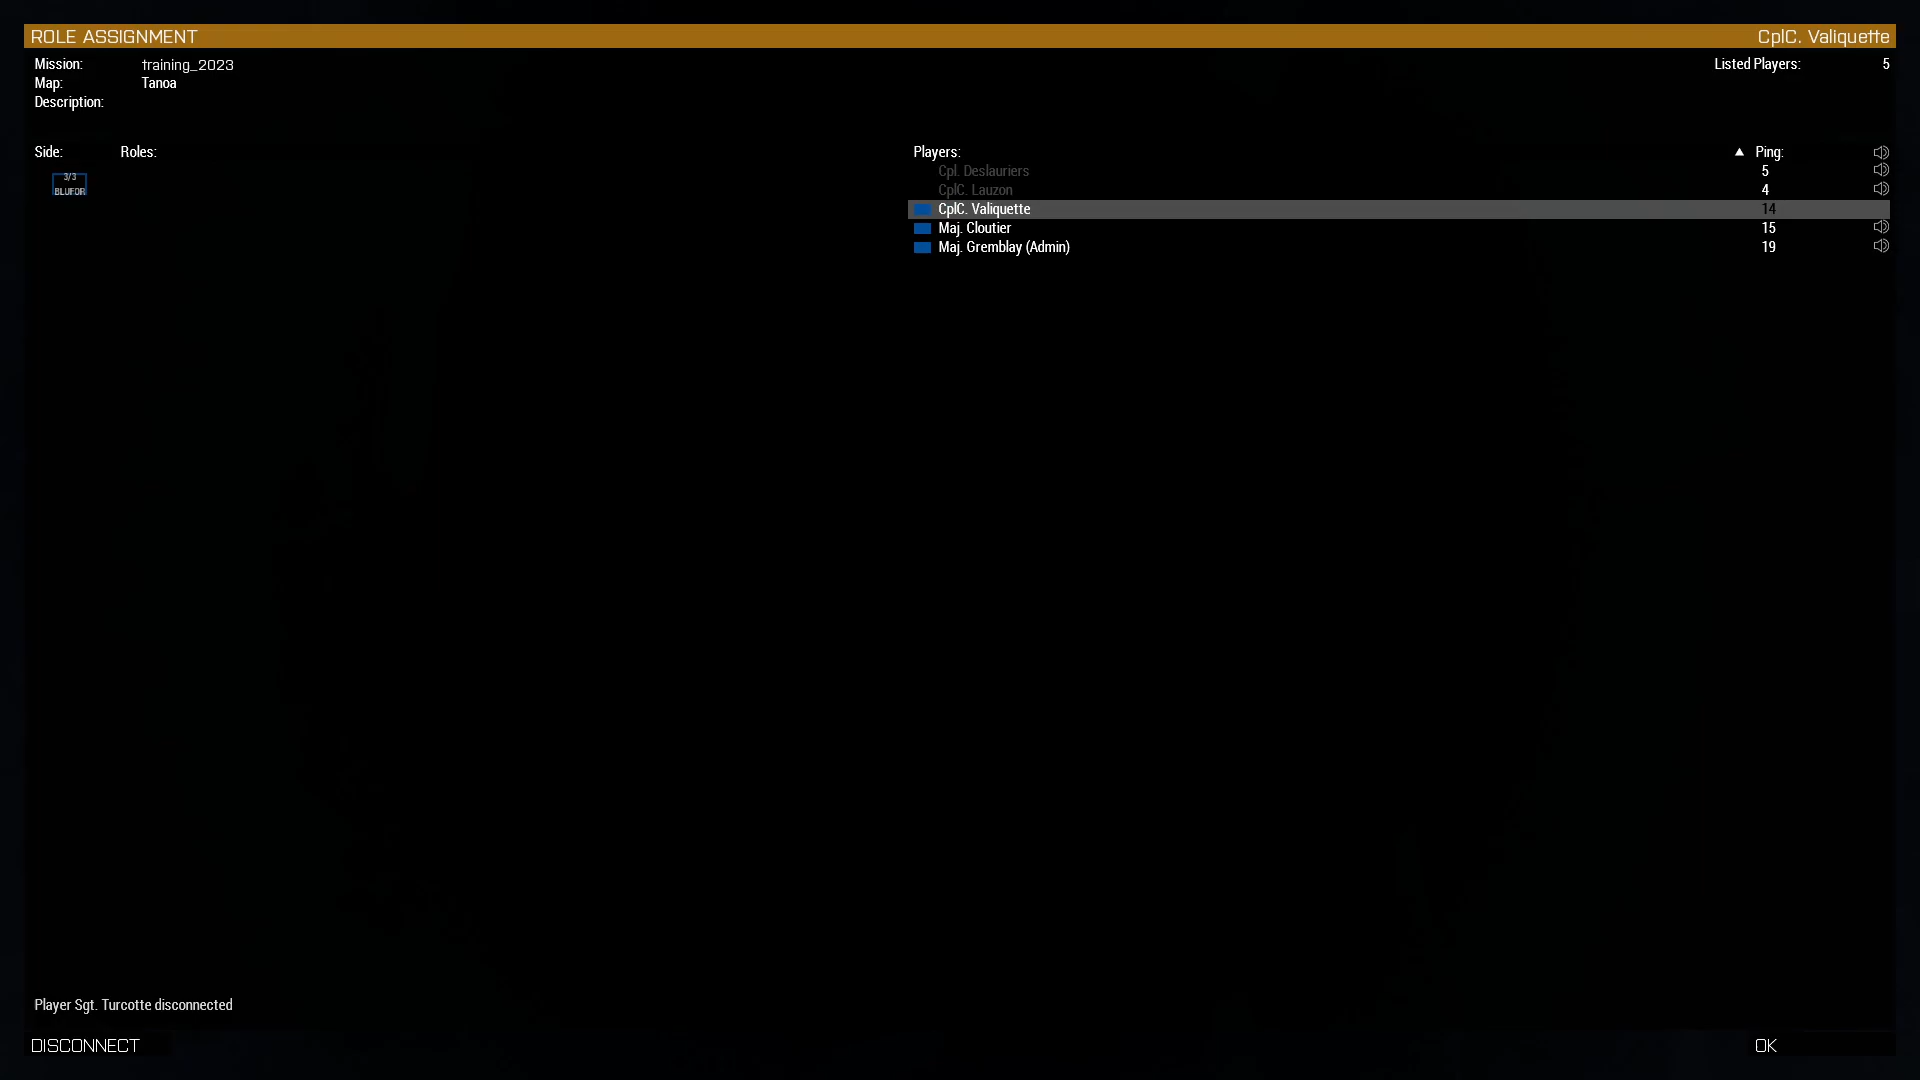 ROLE ASSIGNMENT CplC. Valiquette
Mission: training_2023 Listed Players: 5
Map: Tanoa
Description:
Side: Roles: Players: ▲ Ping:
3/3
BLUFOR
Cpl. Deslauriers 5
CplC. Lauzon 4
CplC. Valiquette 14
Maj. Cloutier 15
Maj. Gremblay (Admin) 19
Player Sgt. Turcotte disconnected
DISCONNECT OK